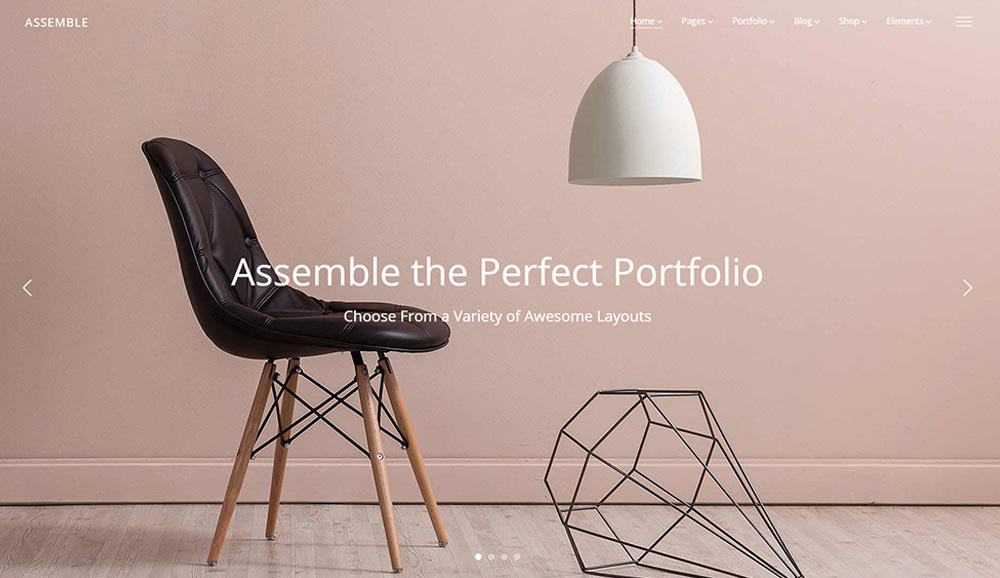 ASSEMBLE
Home Pages Portfolio Blog Shop Elements
Assemble the Perfect Portfolio
Choose From a Variety of Awesome Layouts